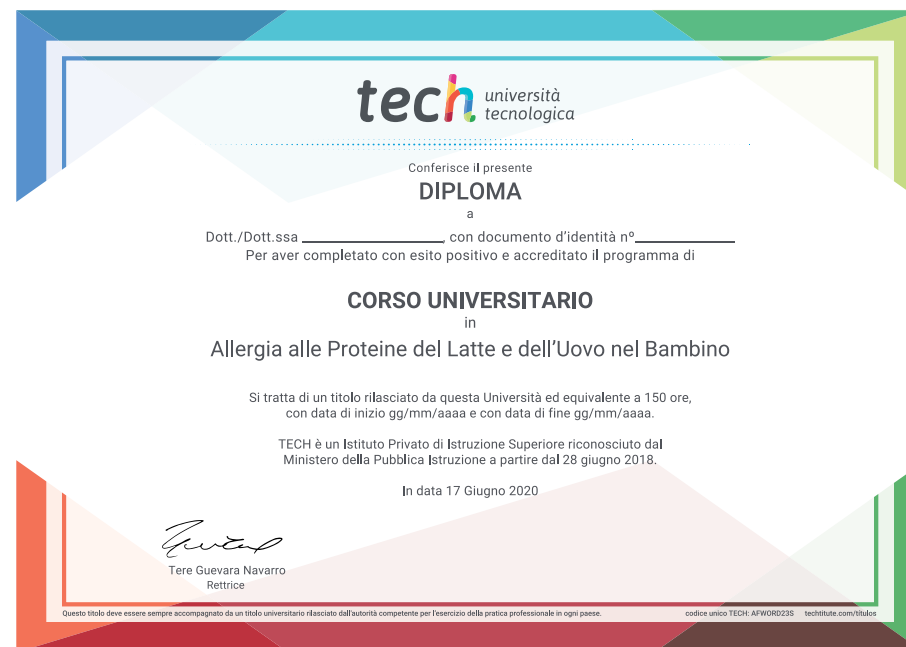 tech università
tecnologica
Conferisce il presente
DIPLOMA
a
Dott./Dott.ssa ____________________, con documento d'identità nº______________
Per aver completato con esito positivo e accreditato il programma di
CORSO UNIVERSITARIO
in
Allergia alle Proteine del Latte e dell'Uovo nel Bambino
Si tratta di un titolo rilasciato da questa Università ed equivalente a 150 ore,
con data di inizio gg/mm/aaaa e con data di fine gg/mm/aaaa.
TECH è un Istituto Privato di Istruzione Superiore riconosciuto dal
Ministero della Pubblica Istruzione a partire dal 28 giugno 2018.
In data 17 Giugno 2020
Tere Guevara Navarro
Rettrice
Questo titolo deve essere sempre accompagnato da un titolo universitario rilasciato dall'autorità competente per l'esercizio della pratica professionale in ogni paese. codice unico TECH: AFWORD23S techtitute.com/titulos